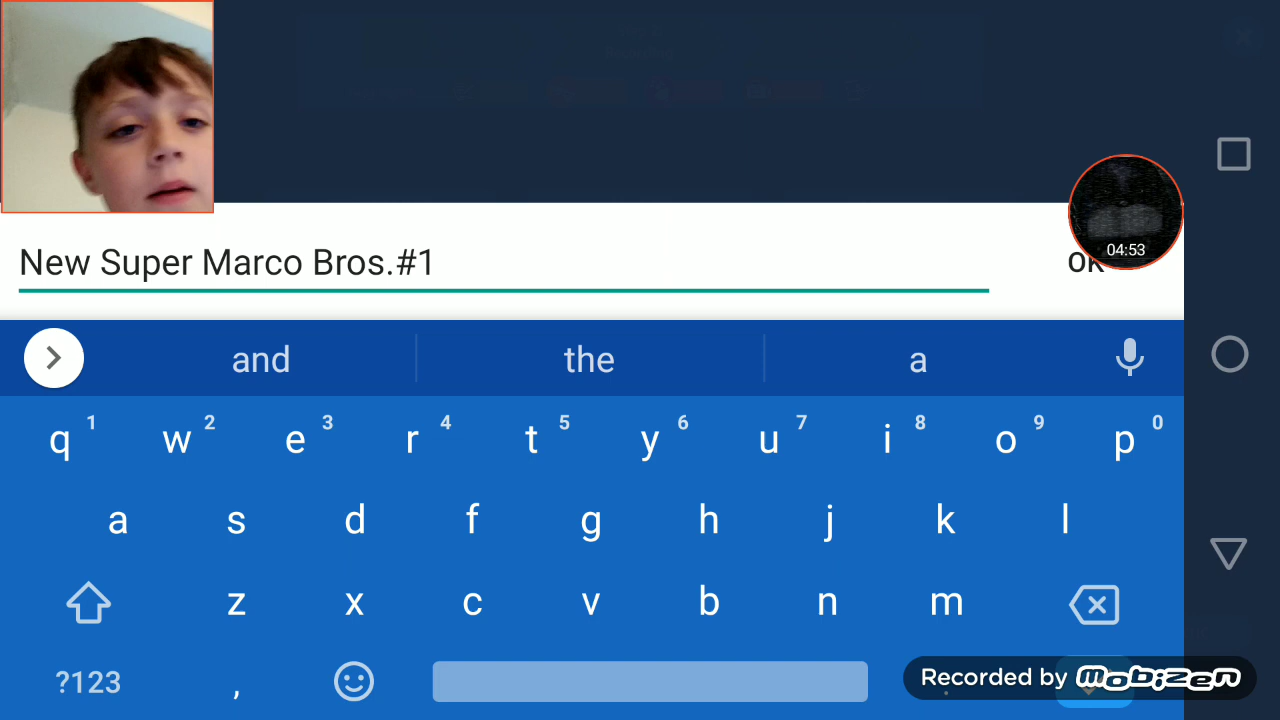 New Super Marco Bros.#1
OK
04:53
and the a
q 1 w 2 e 3 r 4 t 5 y 6 u 7 i 8 o 9 p 0
a s d f g h j k l
z x c v b n m
?123 , .
Recorded by mobizen